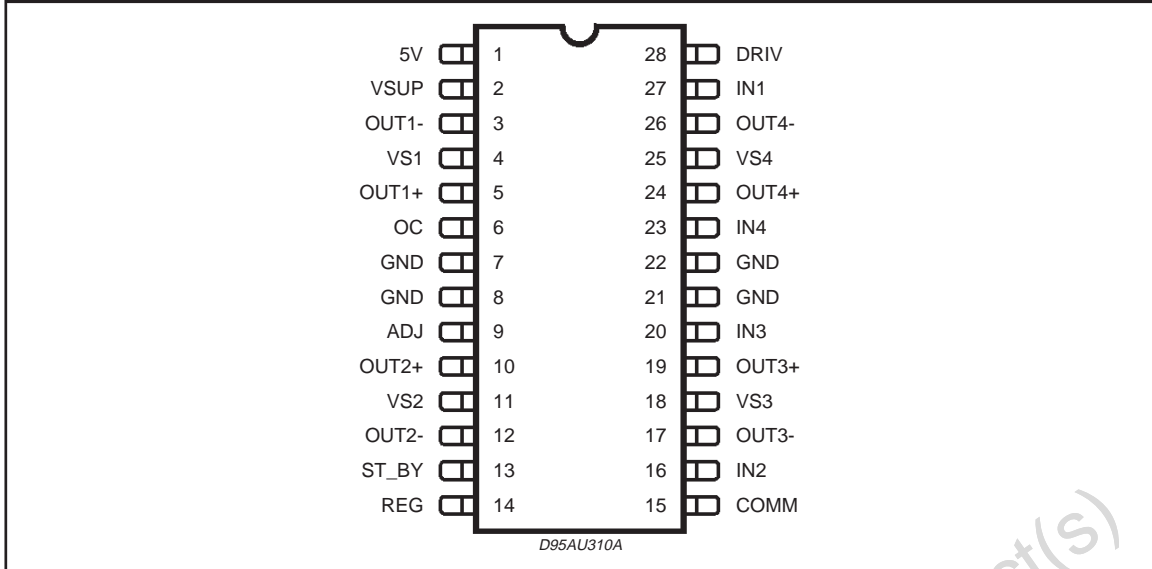 5V 1 28 DRIV
VSUP 2 27 IN1
OUT1- 3 26 OUT4-
VS1 4 25 VS4
OUT1+ 5 24 OUT4+
OC 6 23 IN4
GND 7 22 GND
GND 8 21 GND
ADJ 9 20 IN3
OUT2+ 10 19 OUT3+
VS2 11 18 VS3
OUT2- 12 17 OUT3-
ST_BY 13 16 IN2
REG 14 15 COMM
D95AU310A